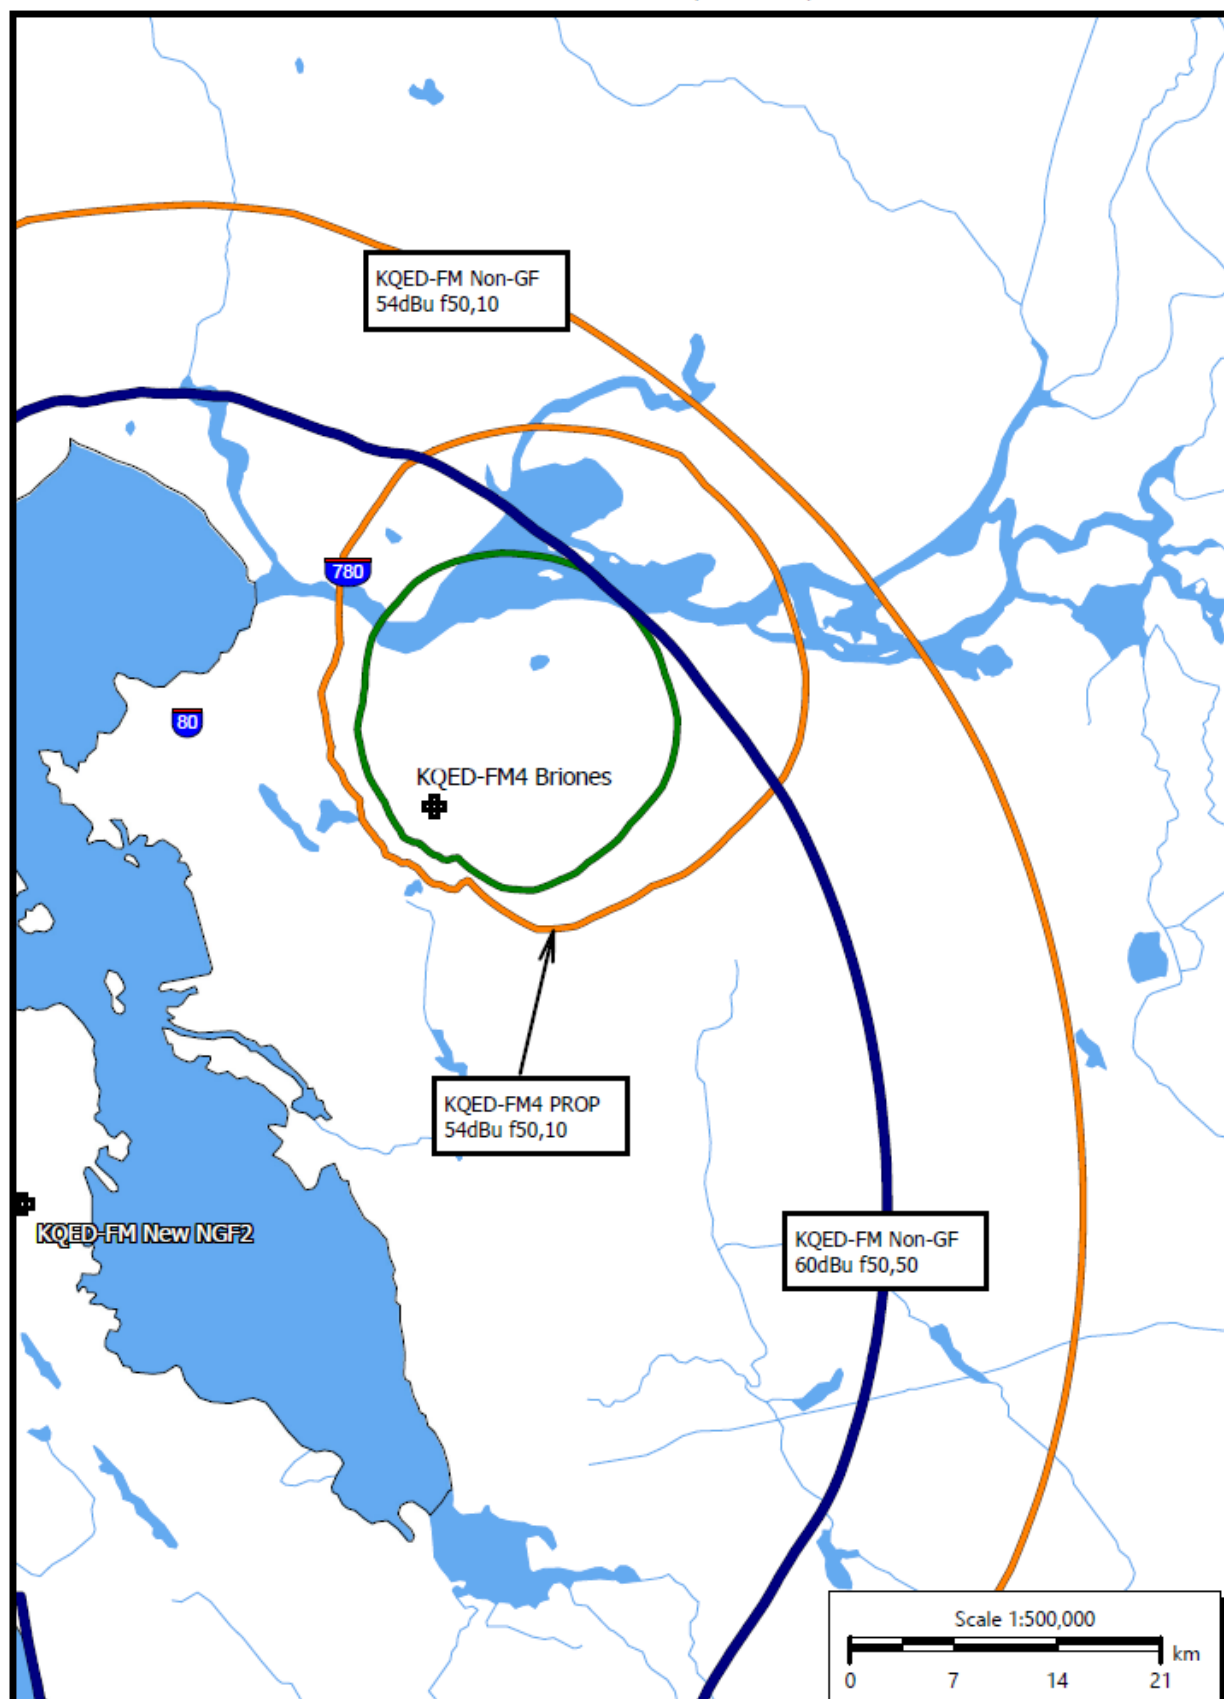 KQED-FM Non-GF
54dBu f50,10
780
80
KQED-FM4 Briones
KQED-FM4 PROP
54dBu f50,10
KQED-FM New NGF2
KQED-FM Non-GF
60dBu f50,50
Scale 1:500,000
km
0 7 14 21